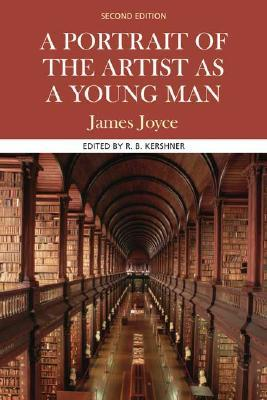 SECOND EDITION
A PORTRAIT OF
THE ARTIST AS
A YOUNG MAN
James Joyce
EDITED BY R. B. KERSHNER